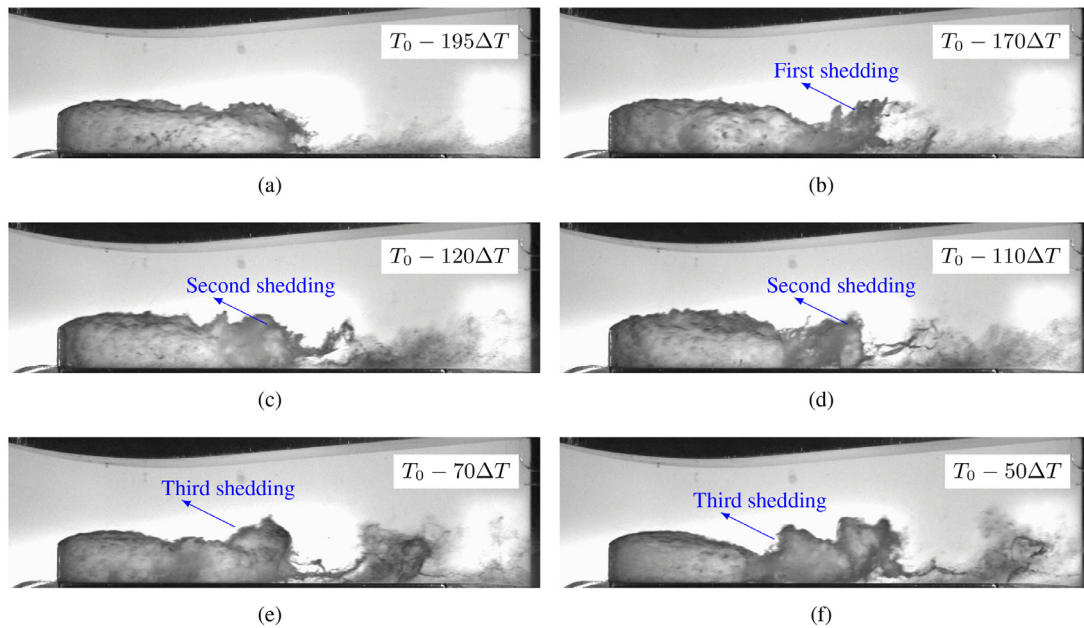 T₀ − 195ΔT
T₀ − 170ΔT
First shedding
(a)
(b)
T₀ − 120ΔT
T₀ − 110ΔT
Second shedding
Second shedding
(c)
(d)
T₀ − 70ΔT
T₀ − 50ΔT
Third shedding
Third shedding
(e)
(f)